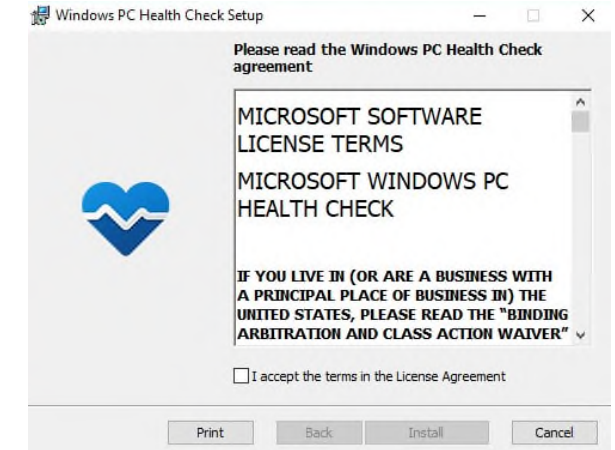 Windows PC Health Check Setup
Please read the Windows PC Health Check
agreement
MICROSOFT SOFTWARE
LICENSE TERMS
MICROSOFT WINDOWS PC
HEALTH CHECK
IF YOU LIVE IN (OR ARE A BUSINESS WITH
A PRINCIPAL PLACE OF BUSINESS IN) THE
UNITED STATES, PLEASE READ THE “BINDING
ARBITRATION AND CLASS ACTION WAIVER”
I accept the terms in the License Agreement
Print
Back
Install
Cancel